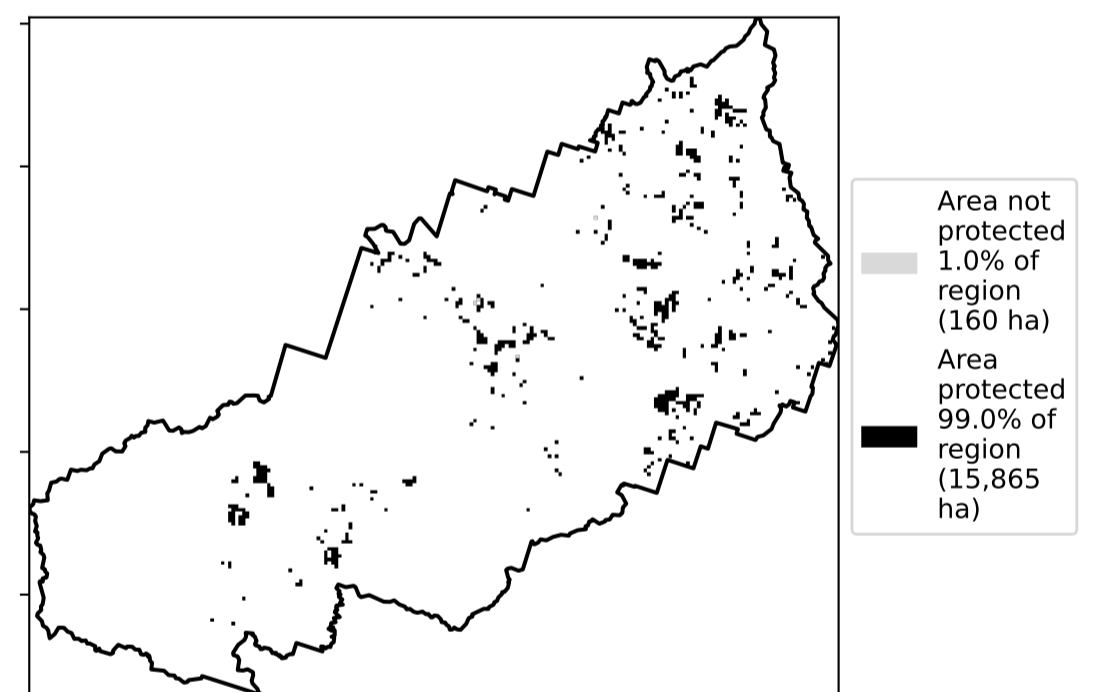 Area not
protected
1.0% of
region
(160 ha)
Area
protected
99.0% of
region
(15,865
ha)